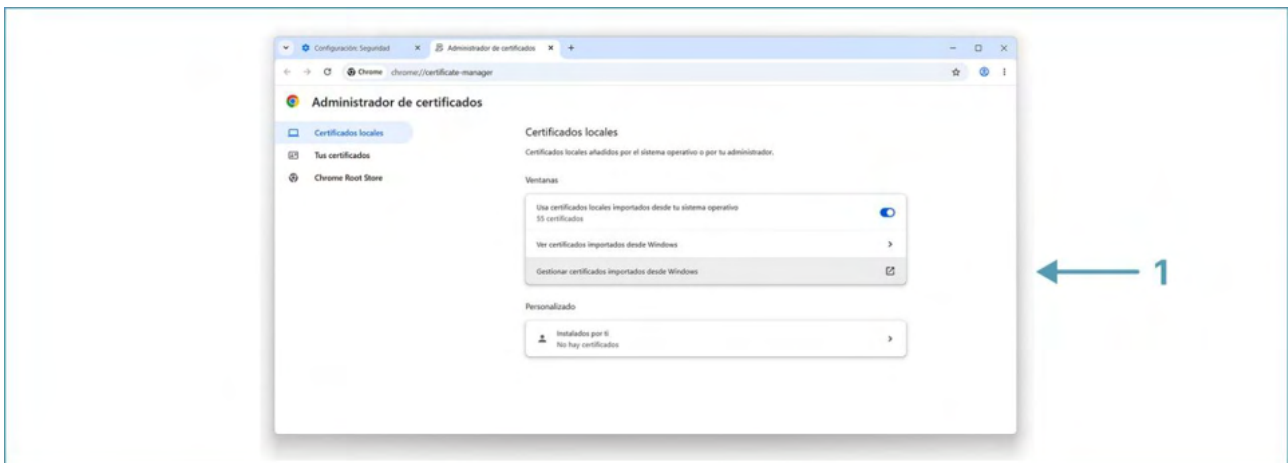 Configuración: Seguridad
Administrador de certificados
Chrome
chrome://certificate-manager
Administrador de certificados
Certificados locales
Tus certificados
Chrome Root Store
Certificados locales
Certificados locales añadidos por el sistema operativo o por tu administrador.
Ventanas
Usa certificados locales importados desde tu sistema operativo
55 certificados
Ver certificados importados desde Windows
Gestionar certificados importados desde Windows
1
Personalizado
Instalados por ti
No hay certificados